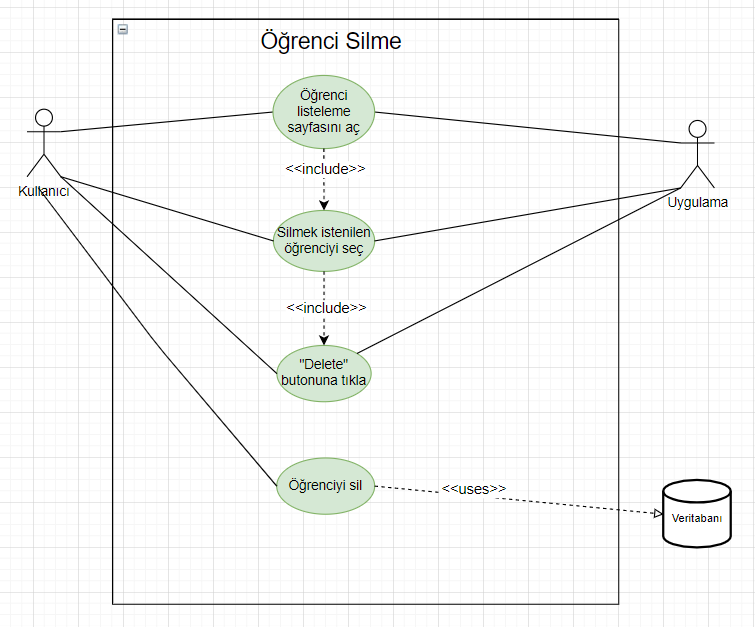 Öğrenci Silme
Öğrenci
listeleme
sayfasını aç
<<include>>
Kullanıcı
Uygulama
Silmek istenilen
öğrenciyi seç
<<include>>
"Delete"
butonuna tıkla
Öğrenciyi sil
<<uses>>
Veritabanı